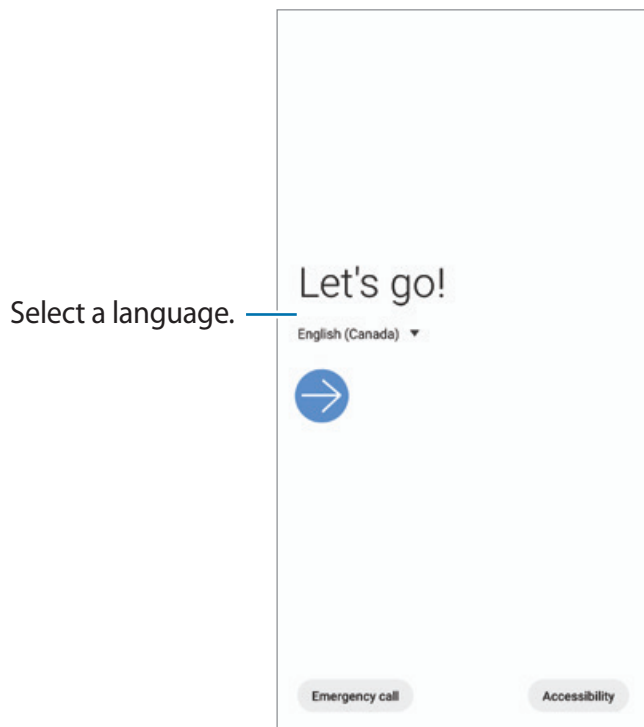 Let's go!
Select a language.
English (Canada)
Emergency call
Accessibility